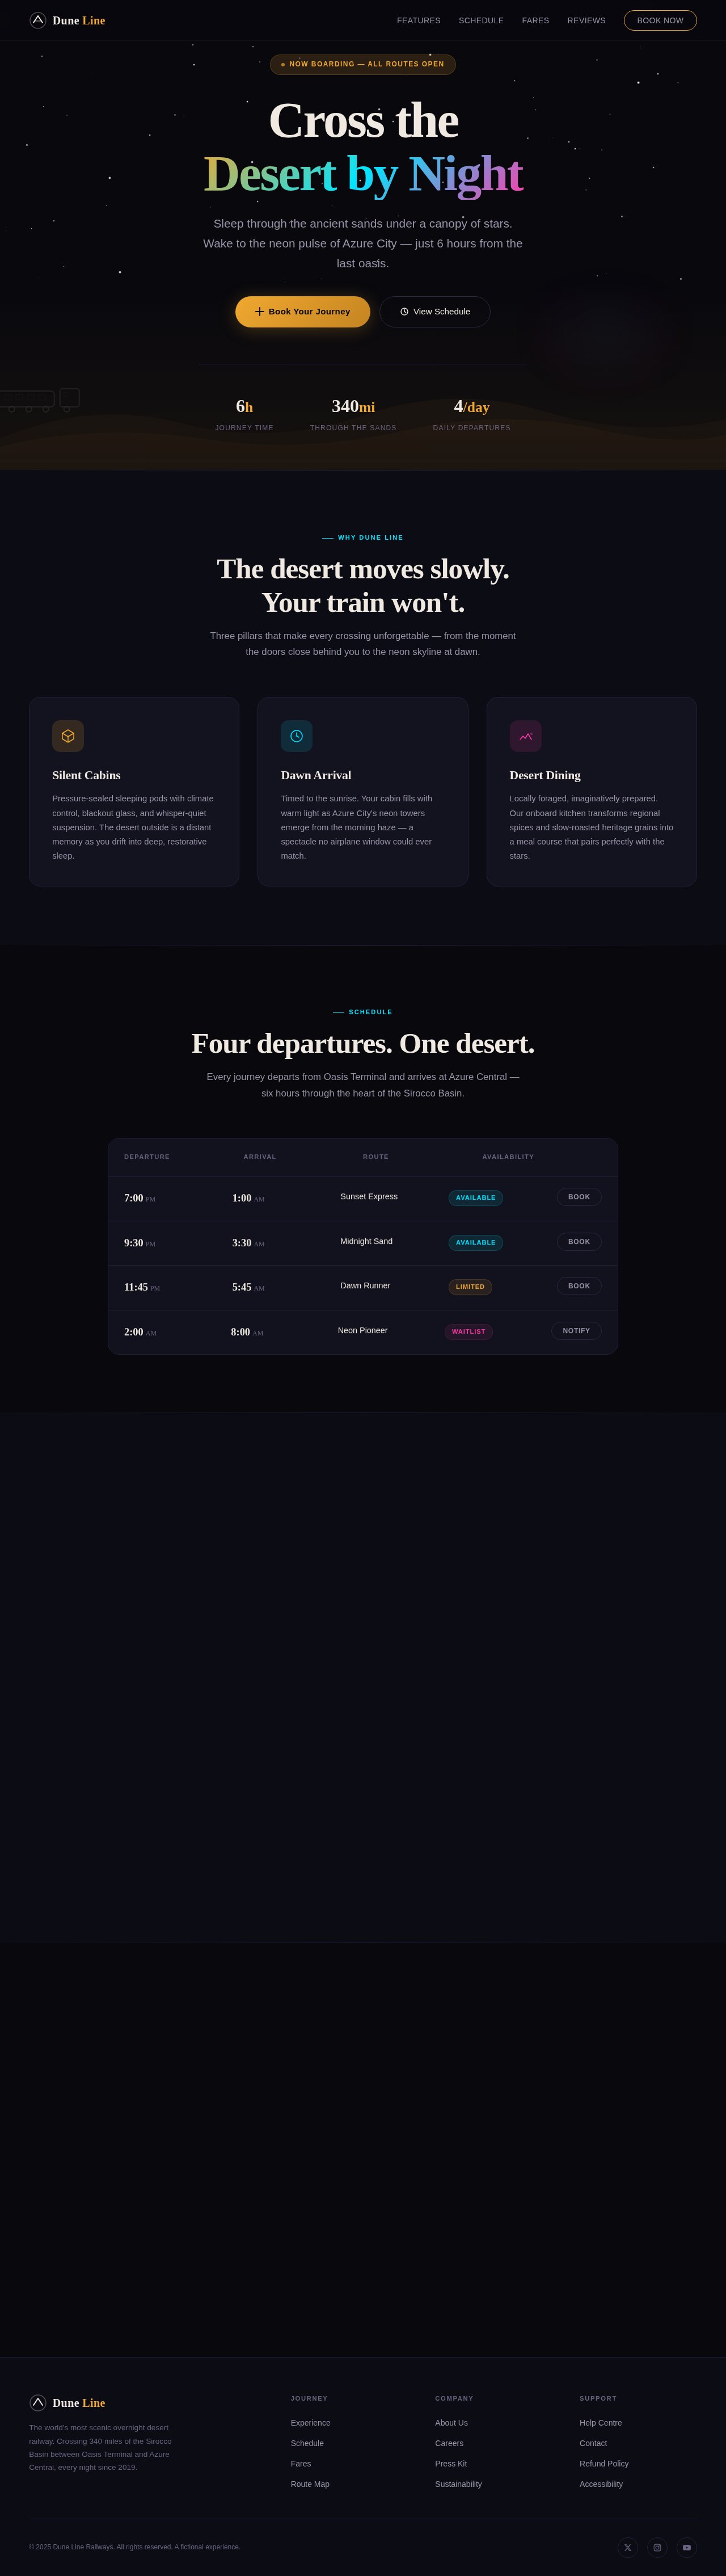 Dune Line
FEATURES SCHEDULE FARES REVIEWS BOOK NOW
NOW BOARDING — ALL ROUTES OPEN
Cross the
Desert by Night
Sleep through the ancient sands under a canopy of stars.
Wake to the neon pulse of Azure City — just 6 hours from the
last oasis.
Book Your Journey
View Schedule
6h 340mi 4/day
JOURNEY TIME THROUGH THE SANDS DAILY DEPARTURES
WHY DUNE LINE
The desert moves slowly.
Your train won't.
Three pillars that make every crossing unforgettable — from the moment
the doors close behind you to the neon skyline at dawn.
Silent Cabins
Pressure-sealed sleeping pods with climate
control, blackout glass, and whisper-quiet
suspension. The desert outside is a distant
memory as you drift into deep, restorative
sleep.
Dawn Arrival
Timed to the sunrise. Your cabin fills with
warm light as Azure City's neon towers
emerge from the morning haze — a
spectacle no airplane window could ever
match.
Desert Dining
Locally foraged, imaginatively prepared.
Our onboard kitchen transforms regional
spices and slow-roasted heritage grains into
a meal course that pairs perfectly with the
stars.
SCHEDULE
Four departures. One desert.
Every journey departs from Oasis Terminal and arrives at Azure Central —
six hours through the heart of the Sirocco Basin.
DEPARTURE ARRIVAL ROUTE AVAILABILITY
7:00 PM 1:00 AM Sunset Express AVAILABLE BOOK
9:30 PM 3:30 AM Midnight Sand AVAILABLE BOOK
11:45 PM 5:45 AM Dawn Runner LIMITED BOOK
2:00 AM 8:00 AM Neon Pioneer WAITLIST NOTIFY
Dune Line
The world's most scenic overnight desert
railway. Crossing 340 miles of the Sirocco
Basin between Oasis Terminal and Azure
Central, every night since 2019.
JOURNEY
Experience
Schedule
Fares
Route Map
COMPANY
About Us
Careers
Press Kit
Sustainability
SUPPORT
Help Centre
Contact
Refund Policy
Accessibility
© 2025 Dune Line Railways. All rights reserved. A fictional experience.